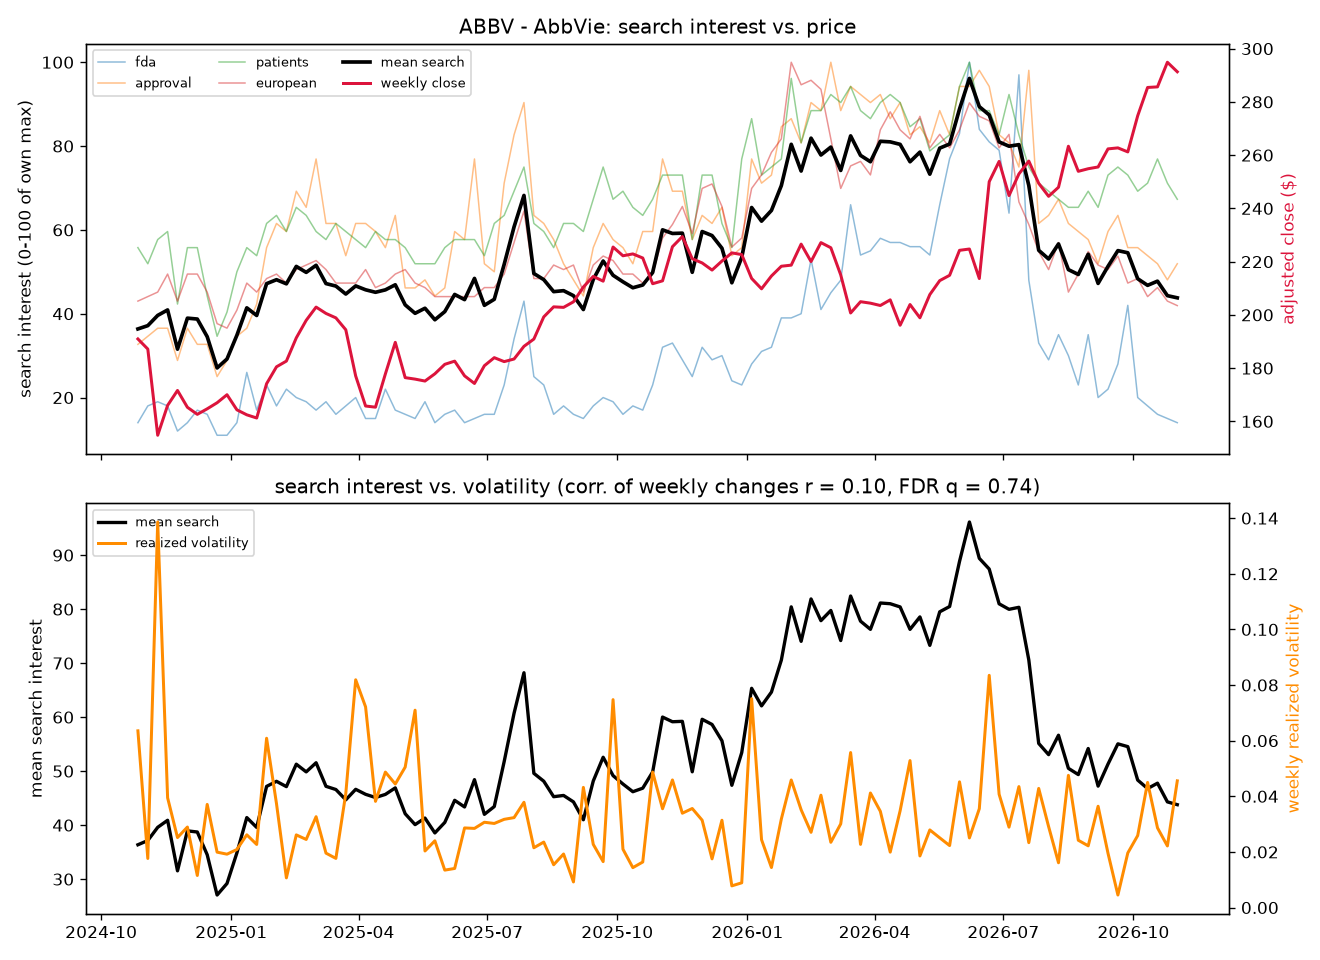 ABBV - AbbVie: search interest vs. price
fda
approval
patients
european
mean search
weekly close
search interest (0-100 of own max)
100
80
60
40
20
adjusted close ($)
300
280
260
240
220
200
180
160
search interest vs. volatility (corr. of weekly changes r = 0.10, FDR q = 0.74)
mean search
realized volatility
mean search interest
90
80
70
60
50
40
30
weekly realized volatility
0.14
0.12
0.10
0.08
0.06
0.04
0.02
0.00
2024-10
2025-01
2025-04
2025-07
2025-10
2026-01
2026-04
2026-07
2026-10